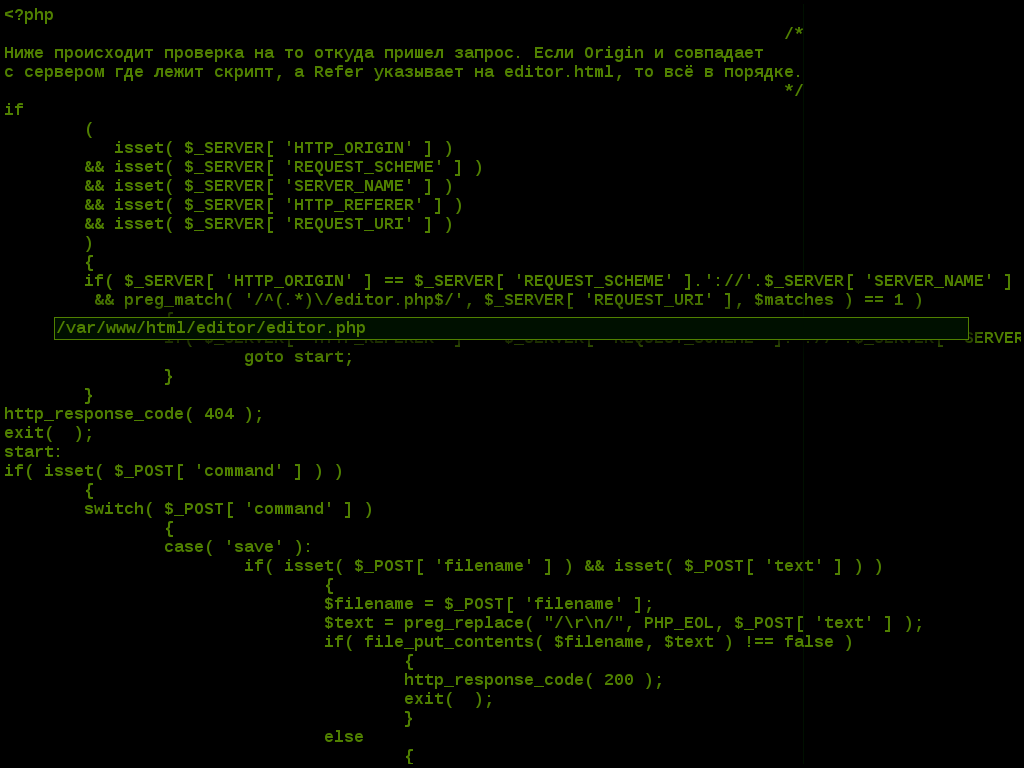 <?php
/*
Ниже происходит проверка на то откуда пришел запрос. Если Origin и совпадает
с сервером где лежит скрипт, а Refer указывает на editor.html, то всё в порядке.
*/
if
(
isset( $_SERVER[ 'HTTP_ORIGIN' ] )
&& isset( $_SERVER[ 'REQUEST_SCHEME' ] )
&& isset( $_SERVER[ 'SERVER_NAME' ] )
&& isset( $_SERVER[ 'HTTP_REFERER' ] )
&& isset( $_SERVER[ 'REQUEST_URI' ] )
)
{
if( $_SERVER[ 'HTTP_ORIGIN' ] == $_SERVER[ 'REQUEST_SCHEME' ].'://'.$_SERVER[ 'SERVER_NAME' ]
&& preg_match( '/^(.*)\/editor.php$/', $_SERVER[ 'REQUEST_URI' ], $matches ) == 1 )
/var/www/html/editor/editor.php
goto start;
}
}
http_response_code( 404 );
exit(  );
start:
if( isset( $_POST[ 'command' ] ) )
{
switch( $_POST[ 'command' ] )
{
case( 'save' ):
if( isset( $_POST[ 'filename' ] ) && isset( $_POST[ 'text' ] ) )
{
$filename = $_POST[ 'filename' ];
$text = preg_replace( "/\r\n/", PHP_EOL, $_POST[ 'text' ] );
if( file_put_contents( $filename, $text ) !== false )
{
http_response_code( 200 );
exit(  );
}
else
{